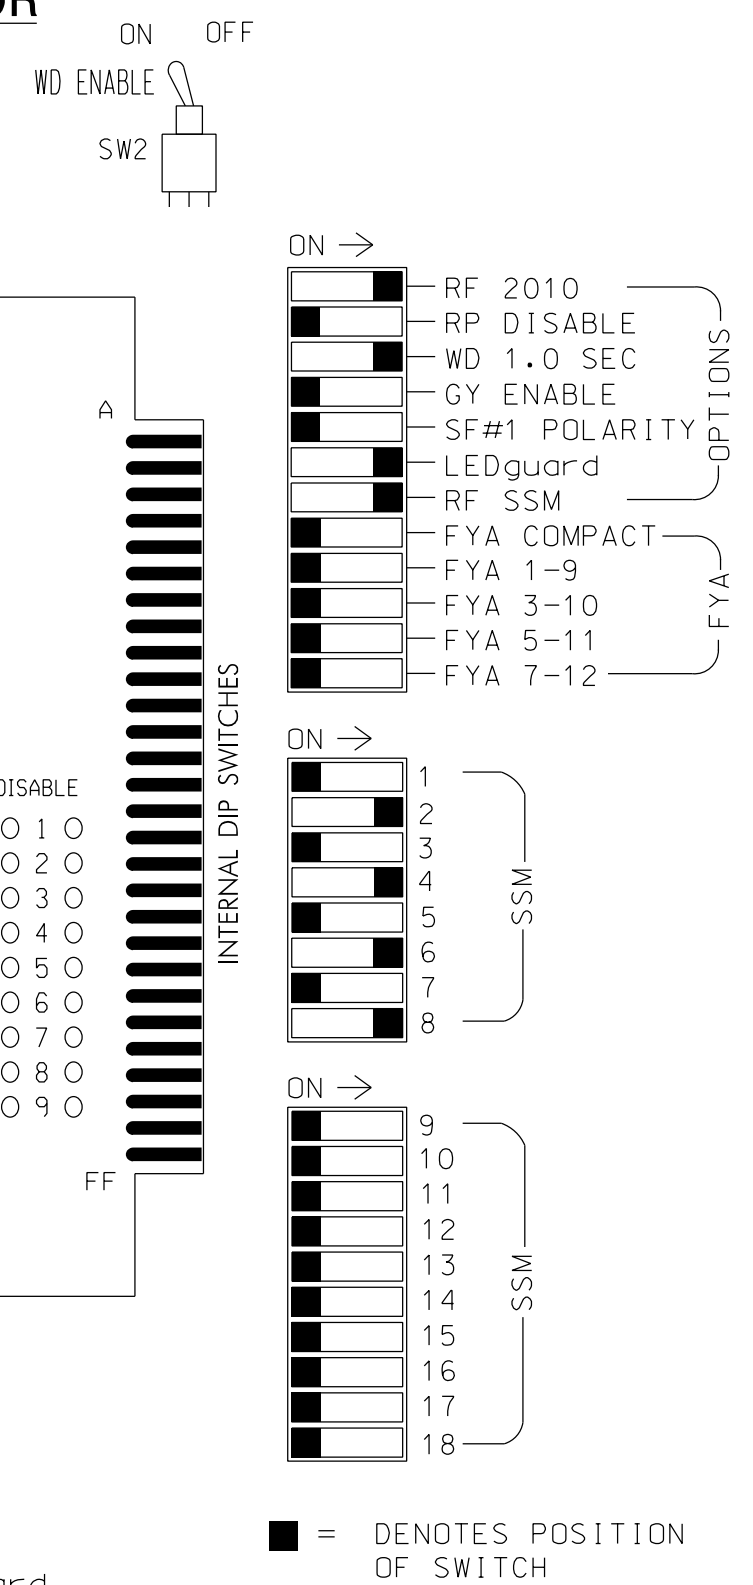 ON OFF
WD ENABLE
SW2
ON →
RF 2010
RP DISABLE
WD 1.0 SEC
GY ENABLE
SF#1 POLARITY
LEDguard
RF SSM
OPTIONS
FYA COMPACT
FYA 1-9
FYA 3-10
FYA 5-11
FYA 7-12
FYA
A
FF
INTERNAL DIP SWITCHES
DISABLE
1
2
3
4
5
6
7
8
9
ON →
1
2
3
4
5
6
7
8
SSM
ON →
9
10
11
12
13
14
15
16
17
18
SSM
= DENOTES POSITION
OF SWITCH